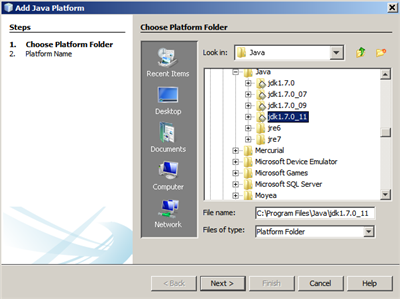 Add Java Platform
Steps
1. Choose Platform Folder
2. Platform Name
Choose Platform Folder
Look in: Java
Recent Items
Desktop
Documents
Computer
Network
Java
jdk1.7.0
jdk1.7.0_07
jdk1.7.0_09
jdk1.7.0_11
jre6
jre7
Mercurial
Microsoft Device Emulator
Microsoft Games
Microsoft SQL Server
Moyea
File name: C:\Program Files\Java\jdk1.7.0_11
Files of type: Platform Folder
< Back Next > Finish Cancel Help